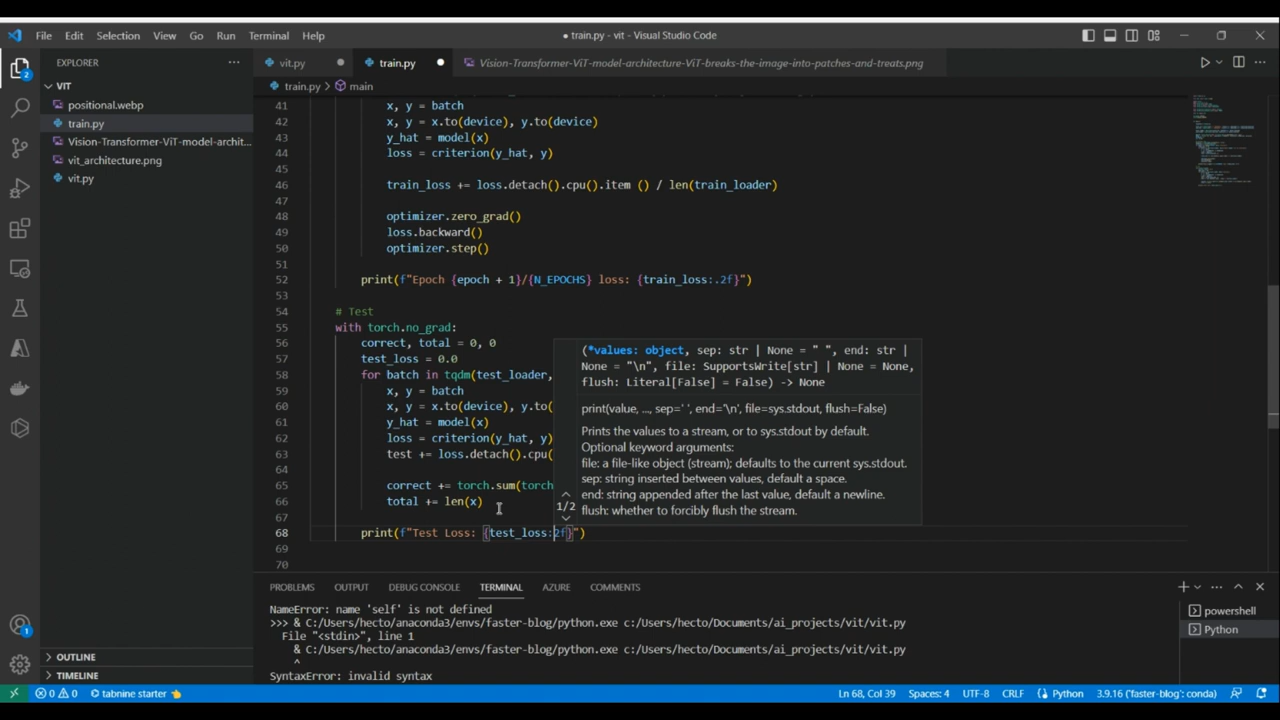 File Edit Selection View Go Run Terminal Help
● train.py - vit - Visual Studio Code
EXPLORER
vit.py
train.py
Vision-Transformer-ViT-model-architecture-ViT-breaks-the-image-into-patches-and-treats.png
VIT
positional.webp
train.py
Vision-Transformer-ViT-model-archit...
vit_architecture.png
vit.py
OUTLINE
TIMELINE
2
1
train.py > main
41 x, y = batch
42 x, y = x.to(device), y.to(device)
43 y_hat = model(x)
44 loss = criterion(y_hat, y)
45
46 train_loss += loss.detach().cpu().item () / len(train_loader)
47
48 optimizer.zero_grad()
49 loss.backward()
50 optimizer.step()
51
52 print(f"Epoch {epoch + 1}/{N_EPOCHS} loss: {train_loss:.2f}")
53
54 # Test
55 with torch.no_grad:
56 correct, total = 0, 0
57 test_loss = 0.0
58 for batch in tqdm(test_loader,
59 x, y = batch
60 x, y = x.to(device), y.to(
61 y_hat = model(x)
62 loss = criterion(y_hat, y)
63 test += loss.detach().cpu(
64
65 correct += torch.sum(torch
66 total += len(x)
67
68 print(f"Test Loss: {test_loss:2f}")
69
70
(*values: object, sep: str | None = " ", end: str |
None = "\n", file: SupportsWrite[str] | None = None,
flush: Literal[False] = False) -> None
print(value, ..., sep=' ', end='\n', file=sys.stdout, flush=False)
Prints the values to a stream, or to sys.stdout by default.
Optional keyword arguments:
file: a file-like object (stream); defaults to the current sys.stdout.
sep: string inserted between values, default a space.
end: string appended after the last value, default a newline.
flush: whether to forcibly flush the stream.
1/2
PROBLEMS OUTPUT DEBUG CONSOLE TERMINAL AZURE COMMENTS
NameError: name 'self' is not defined
>>> & C:/Users/hecto/anaconda3/envs/faster-blog/python.exe c:/Users/hecto/Documents/ai_projects/vit/vit.py
File "<stdin>", line 1
& C:/Users/hecto/anaconda3/envs/faster-blog/python.exe c:/Users/hecto/Documents/ai_projects/vit/vit.py
^
SyntaxError: invalid syntax
powershell
Python
0 0 tabnine starter 👈
Ln 68, Col 39 Spaces: 4 UTF-8 CRLF Python 3.9.16 ('faster-blog': conda)